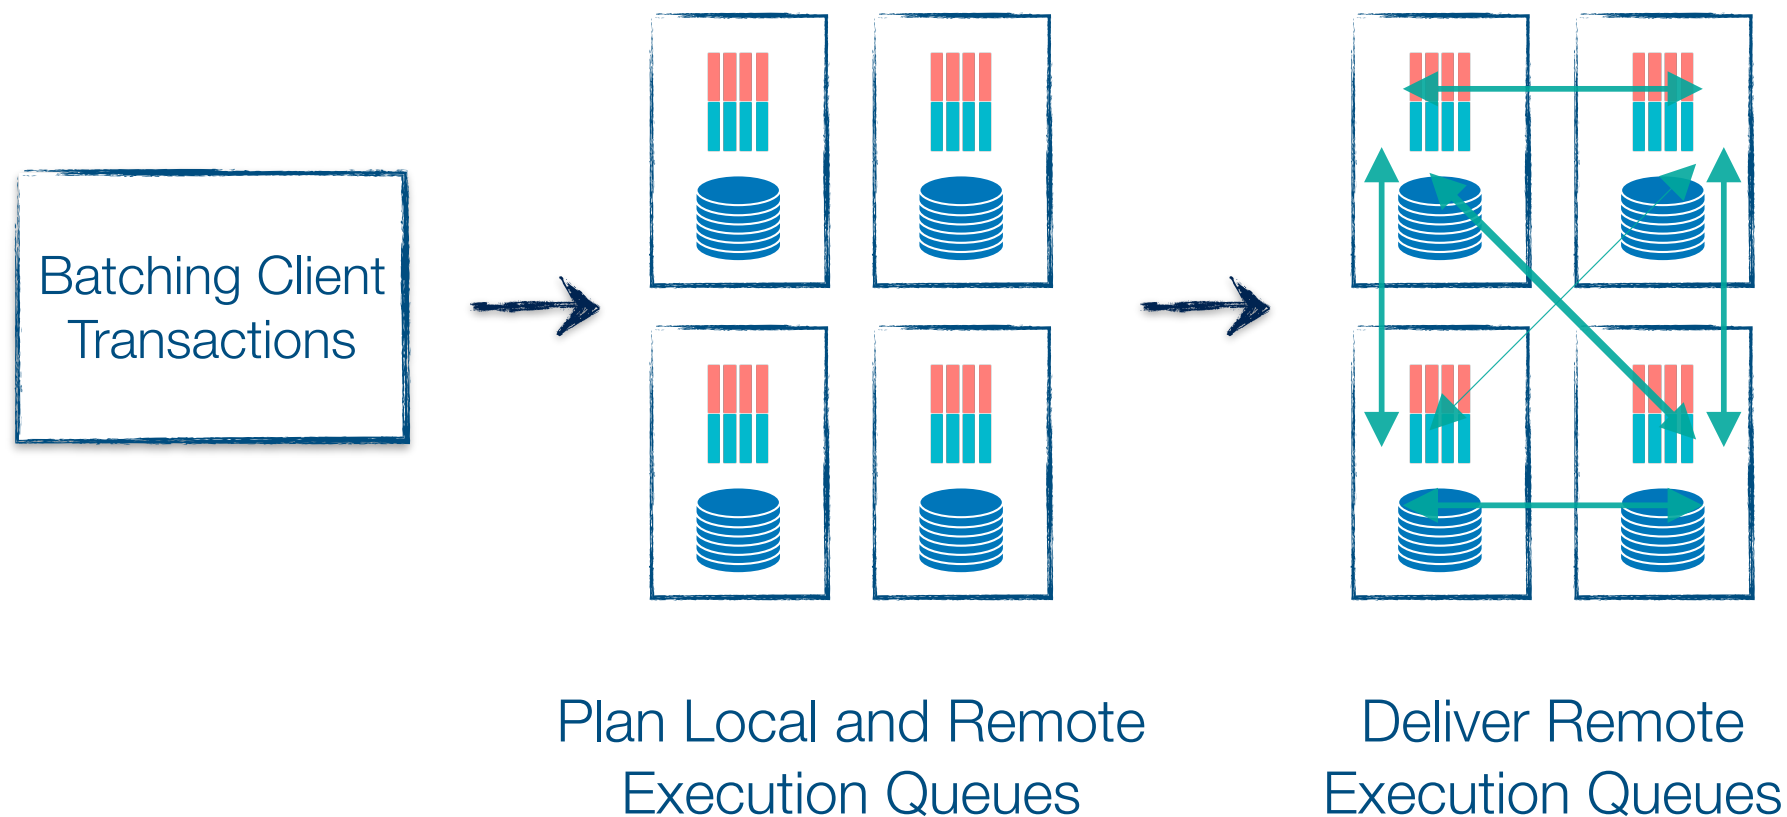 Batching Client
Transactions
Plan Local and Remote
Execution Queues
Deliver Remote
Execution Queues